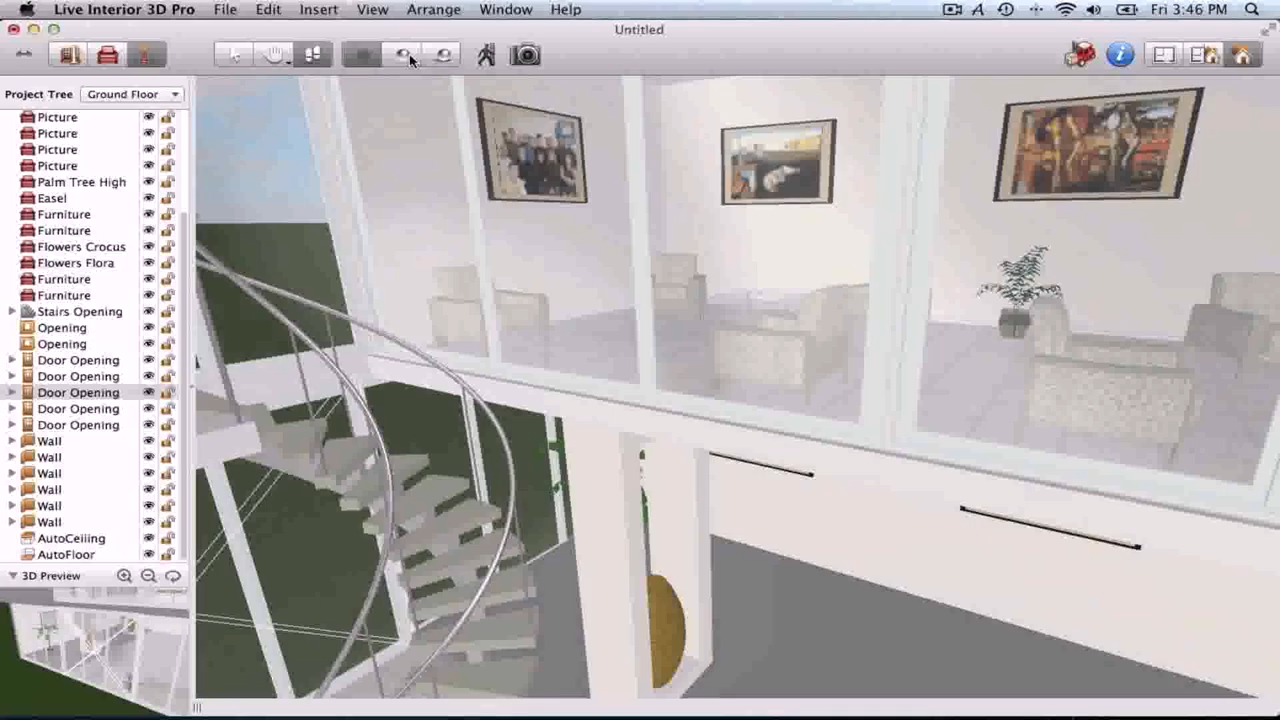 Live Interior 3D Pro File Edit Insert View Arrange Window Help Fri 3:46 PM
Untitled
Project Tree Ground Floor
Picture
Picture
Picture
Picture
Palm Tree High
Easel
Furniture
Furniture
Flowers Crocus
Flowers Flora
Furniture
Furniture
Stairs Opening
Opening
Opening
Door Opening
Door Opening
Door Opening
Door Opening
Door Opening
Wall
Wall
Wall
Wall
Wall
Wall
AutoCeiling
AutoFloor
3D Preview